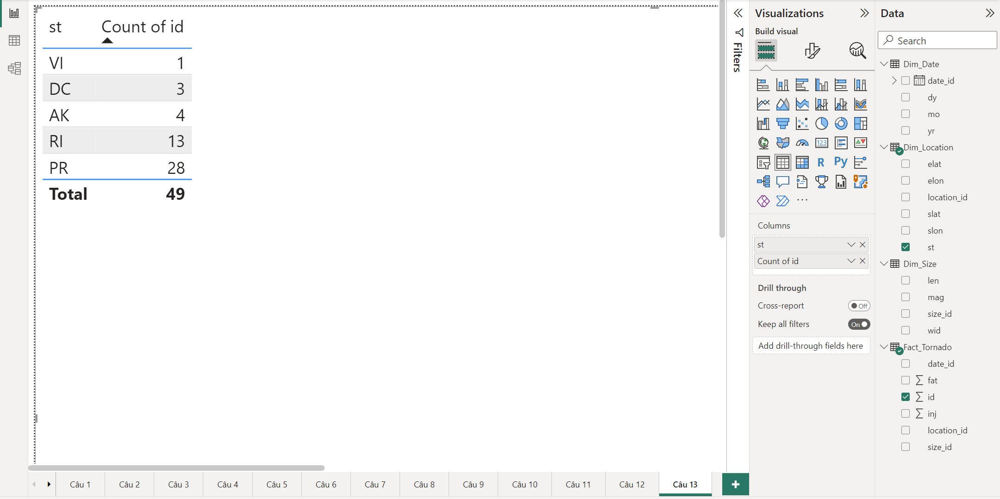 st Count of id
VI 1
DC 3
AK 4
RI 13
PR 28
Total 49
Filters
Visualizations
Build visual
123
R
Py
...
Columns
st
Count of id
Drill through
Cross-report Off
Keep all filters On
Add drill-through fields here
Data
Search
Dim_Date
date_id
dy
mo
yr
Dim_Location
elat
elon
location_id
slat
slon
st
Dim_Size
len
mag
size_id
wid
Fact_Tornado
date_id
∑ fat
∑ id
∑ inj
location_id
size_id
Câu 1 Câu 2 Câu 3 Câu 4 Câu 5 Câu 6 Câu 7 Câu 8 Câu 9 Câu 10 Câu 11 Câu 12 Câu 13 +